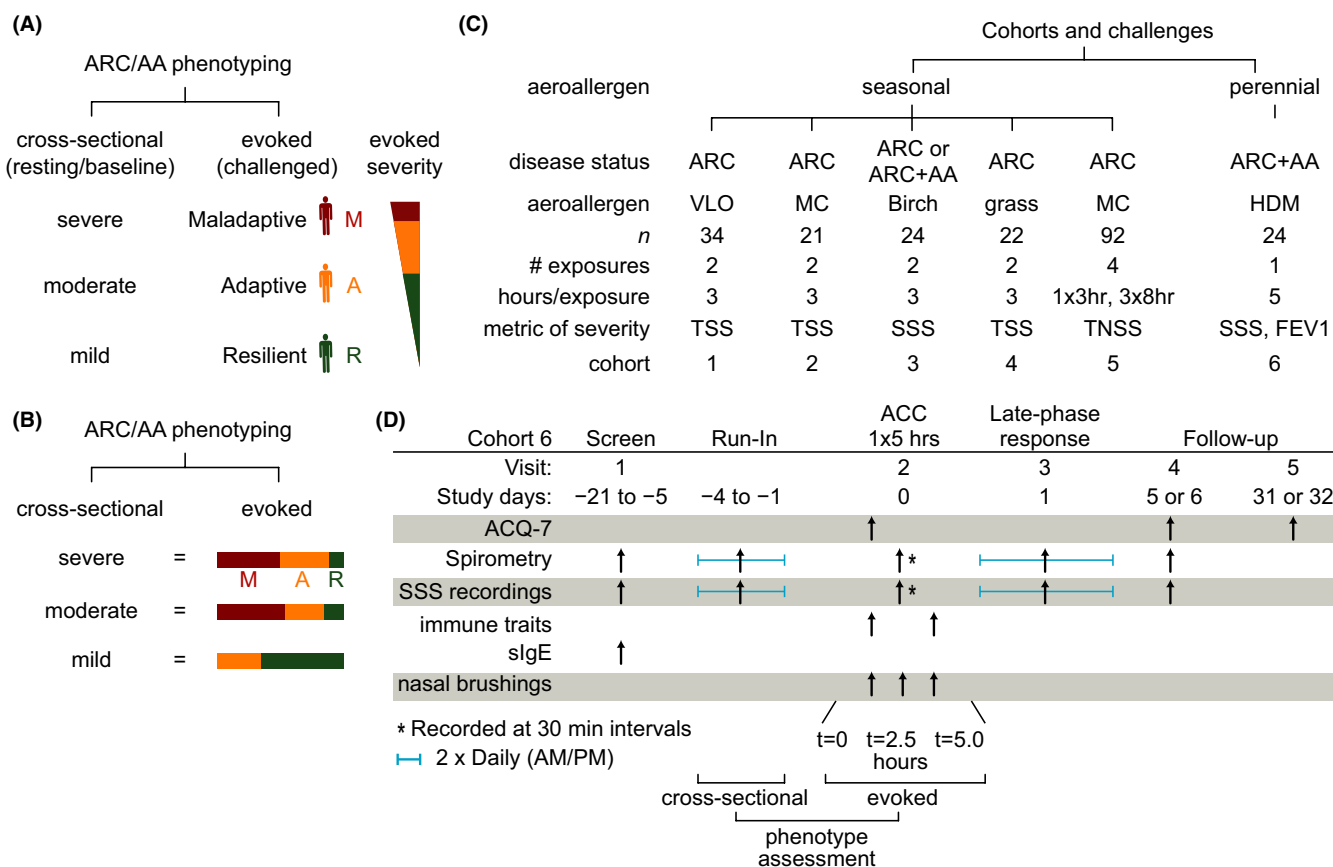 (A)
ARC/AA phenotyping
cross-sectional evoked evoked
(resting/baseline) (challenged) severity
severe Maladaptive M
moderate Adaptive A
mild Resilient R
(B)
ARC/AA phenotyping
cross-sectional evoked
severe =
M A R
moderate =
mild =
(C)
Cohorts and challenges
aeroallergen seasonal perennial
disease status ARC ARC ARC or ARC+AA ARC ARC ARC+AA
aeroallergen VLO MC Birch grass MC HDM
n 34 21 24 22 92 24
# exposures 2 2 2 2 4 1
hours/exposure 3 3 3 3 1x3hr, 3x8hr 5
metric of severity TSS TSS SSS TSS TNSS SSS, FEV1
cohort 1 2 3 4 5 6
(D)
ACC Late-phase
Cohort 6 Screen Run-In 1x5 hrs response Follow-up
Visit: 1 2 3 4 5
Study days: −21 to −5 −4 to −1 0 1 5 or 6 31 or 32
ACQ-7
Spirometry *
SSS recordings *
immune traits
sIgE
nasal brushings
* Recorded at 30 min intervals
2 x Daily (AM/PM)
t=0 t=2.5 t=5.0
hours
cross-sectional evoked
phenotype
assessment